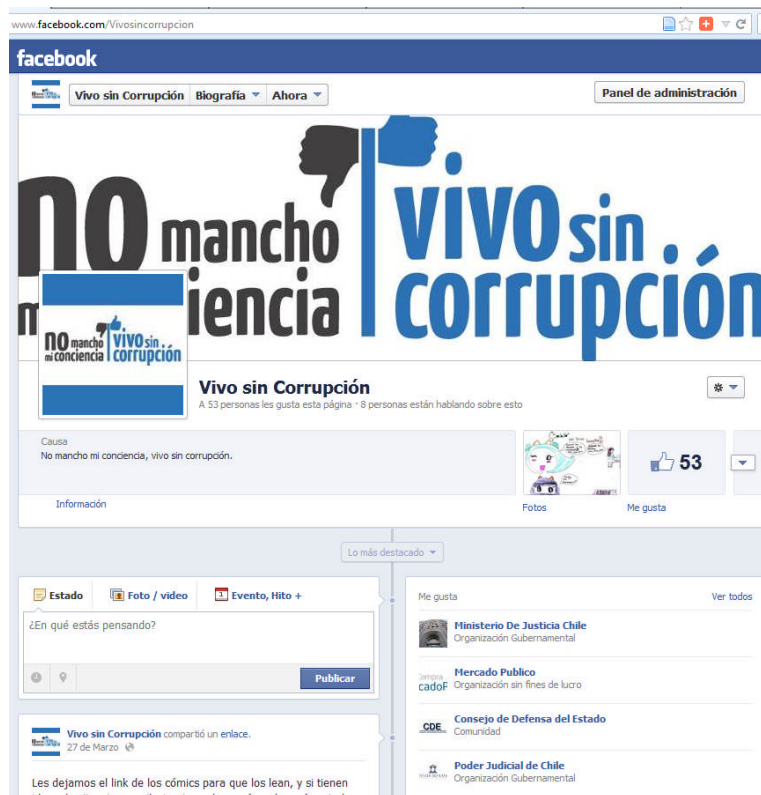 www.facebook.com/Vivosincorrupcion
facebook
Vivo sin Corrupción Biografía Ahora
Panel de administración
no mancho
conciencia
vivo sin
corrupción
no mancho
mi conciencia
vivo sin
corrupción
Vivo sin Corrupción
A 53 personas les gusta esta página · 8 personas están hablando sobre esto
Causa
No mancho mi conciencia, vivo sin corrupción.
53
Información
Fotos
Me gusta
Lo más destacado
Estado Foto / video Evento, Hito +
¿En qué estás pensando?
Publicar
Vivo sin Corrupción compartió un enlace.
27 de Marzo
Les dejamos el link de los cómics para que los lean, y si tienen
Me gusta Ver todos
Ministerio De Justicia Chile
Organización Gubernamental
Mercado Publico
Organización sin fines de lucro
CDE
Consejo de Defensa del Estado
Comunidad
Poder Judicial de Chile
Organización Gubernamental